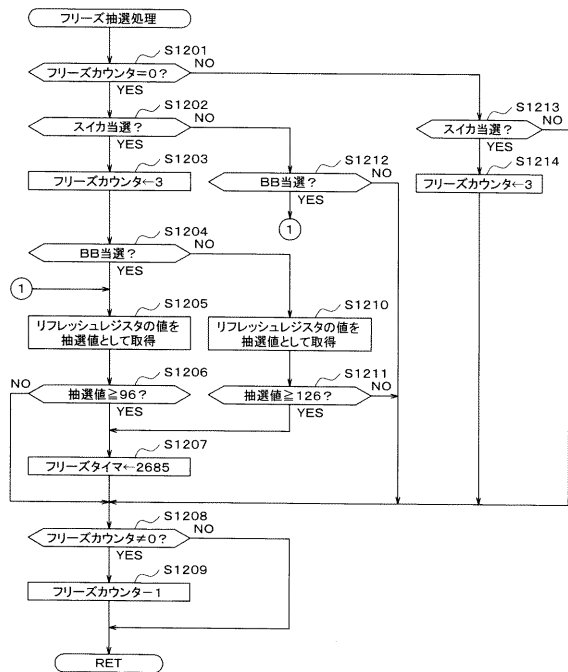 フリーズ抽選処理
S1201
フリーズカウンタ=0?
NO
YES
S1202
スイカ当選?
NO
YES
S1213
スイカ当選?
NO
YES
S1203
フリーズカウンタ←3
S1212
BB当選?
NO
YES
1
S1214
フリーズカウンタ←3
S1204
BB当選?
NO
YES
1
S1205
リフレッシュレジスタの値を
抽選値として取得
S1210
リフレッシュレジスタの値を
抽選値として取得
S1206
NO
抽選値≧96?
YES
S1211
抽選値≧126?
NO
YES
S1207
フリーズタイマ←2685
S1208
フリーズカウンタ≠0?
NO
YES
S1209
フリーズカウンタ−1
RET